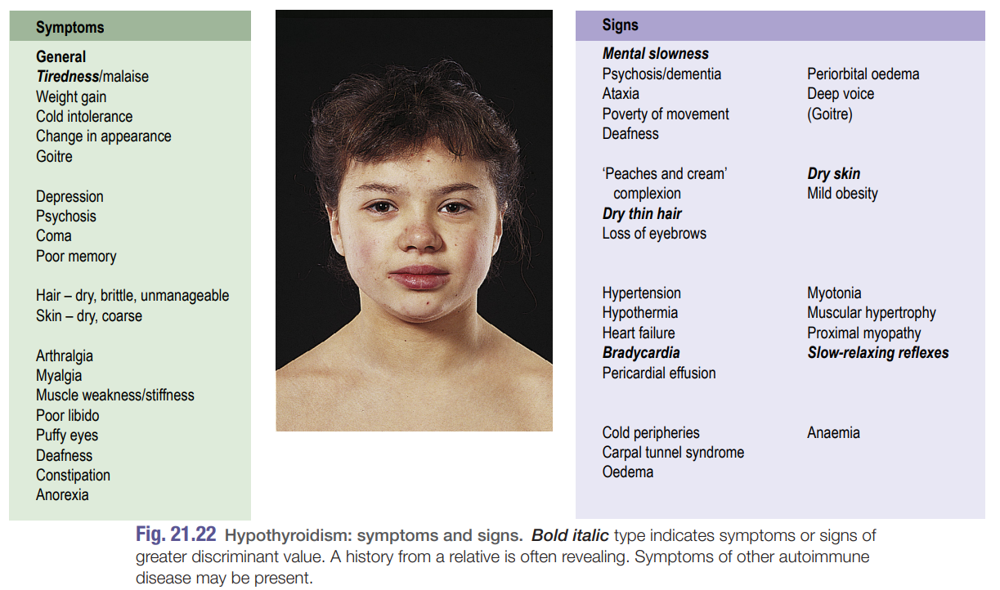 Symptoms
General
Tiredness/malaise
Weight gain
Cold intolerance
Change in appearance
Goitre
Depression
Psychosis
Coma
Poor memory
Hair – dry, brittle, unmanageable
Skin – dry, coarse
Arthralgia
Myalgia
Muscle weakness/stiffness
Poor libido
Puffy eyes
Deafness
Constipation
Anorexia
Signs
Mental slowness
Psychosis/dementia
Ataxia
Poverty of movement
Deafness
Periorbital oedema
Deep voice
(Goitre)
‘Peaches and cream’
complexion
Dry thin hair
Loss of eyebrows
Dry skin
Mild obesity
Hypertension
Hypothermia
Heart failure
Bradycardia
Pericardial effusion
Myotonia
Muscular hypertrophy
Proximal myopathy
Slow-relaxing reflexes
Cold peripheries
Carpal tunnel syndrome
Oedema
Anaemia
Fig. 21.22 Hypothyroidism: symptoms and signs. Bold italic type indicates symptoms or signs of
greater discriminant value. A history from a relative is often revealing. Symptoms of other autoimmune
disease may be present.